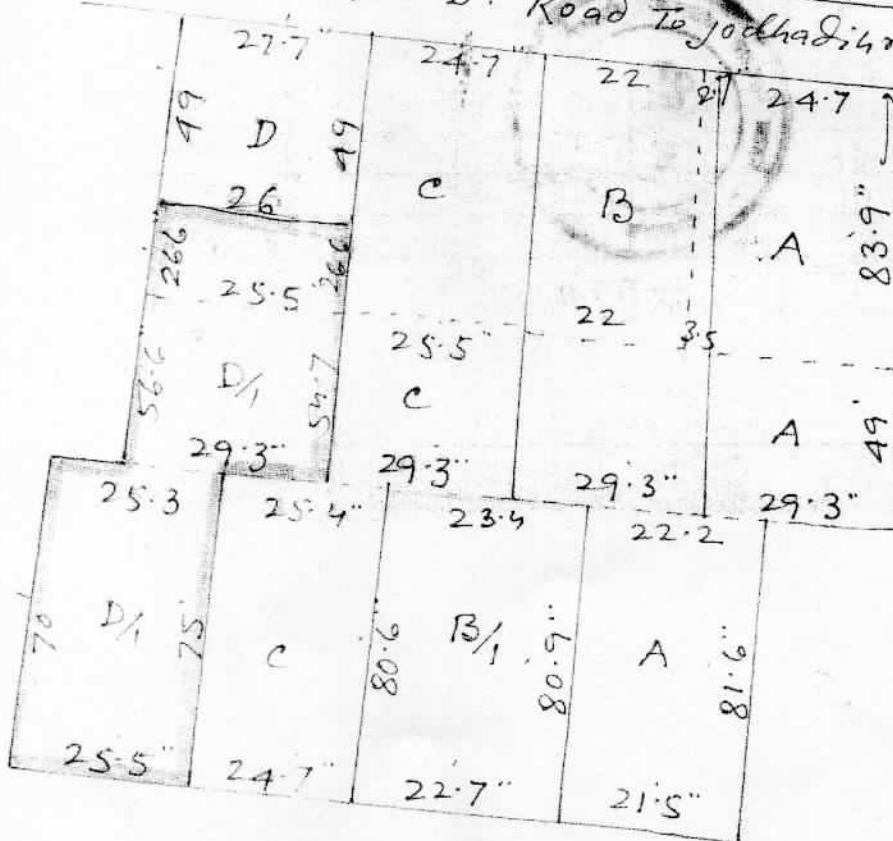 Road To Jodhadih
27.7" 24.7" 22 2.7 24.7
49 D 49 C B A 83.9"
26
266 25.5 266 22 3.5
25.5"
56.6 D/1 54.7 C A 49'
29.3" 29.3" 29.3" 29.3"
25.3 25.4" 23.4 22.2
70 D/1 75 C 80.6" B/1 80.9" A 81.6"
25.5" 24.7" 22.7" 21.5"